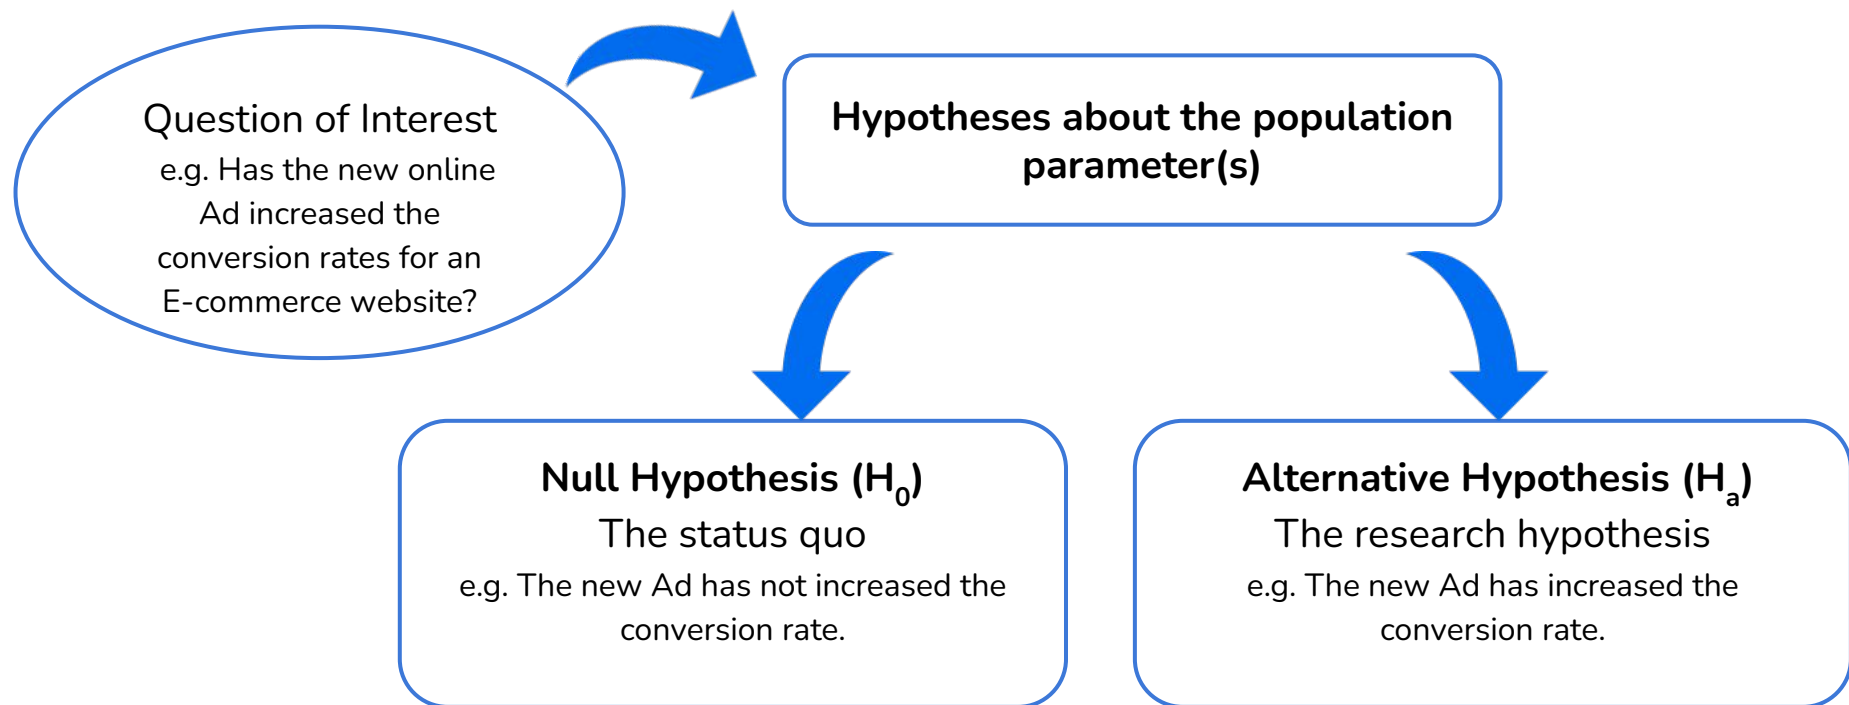 Question of Interest
e.g. Has the new online
Ad increased the
conversion rates for an
E-commerce website?
Hypotheses about the population
parameter(s)
Null Hypothesis (H0)
The status quo
e.g. The new Ad has not increased the
conversion rate.
Alternative Hypothesis (Ha)
The research hypothesis
e.g. The new Ad has increased the
conversion rate.